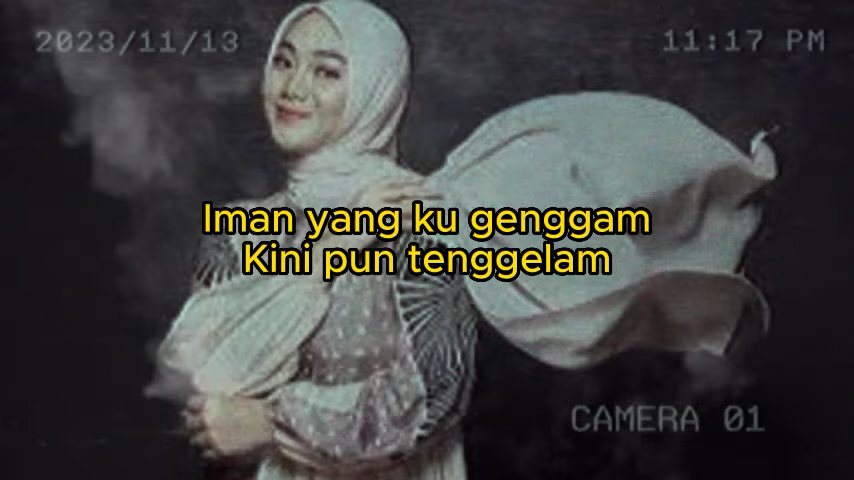 2023/11/13 11:17 PM
Iman yang ku genggam
Kini pun tenggelam
CAMERA 01